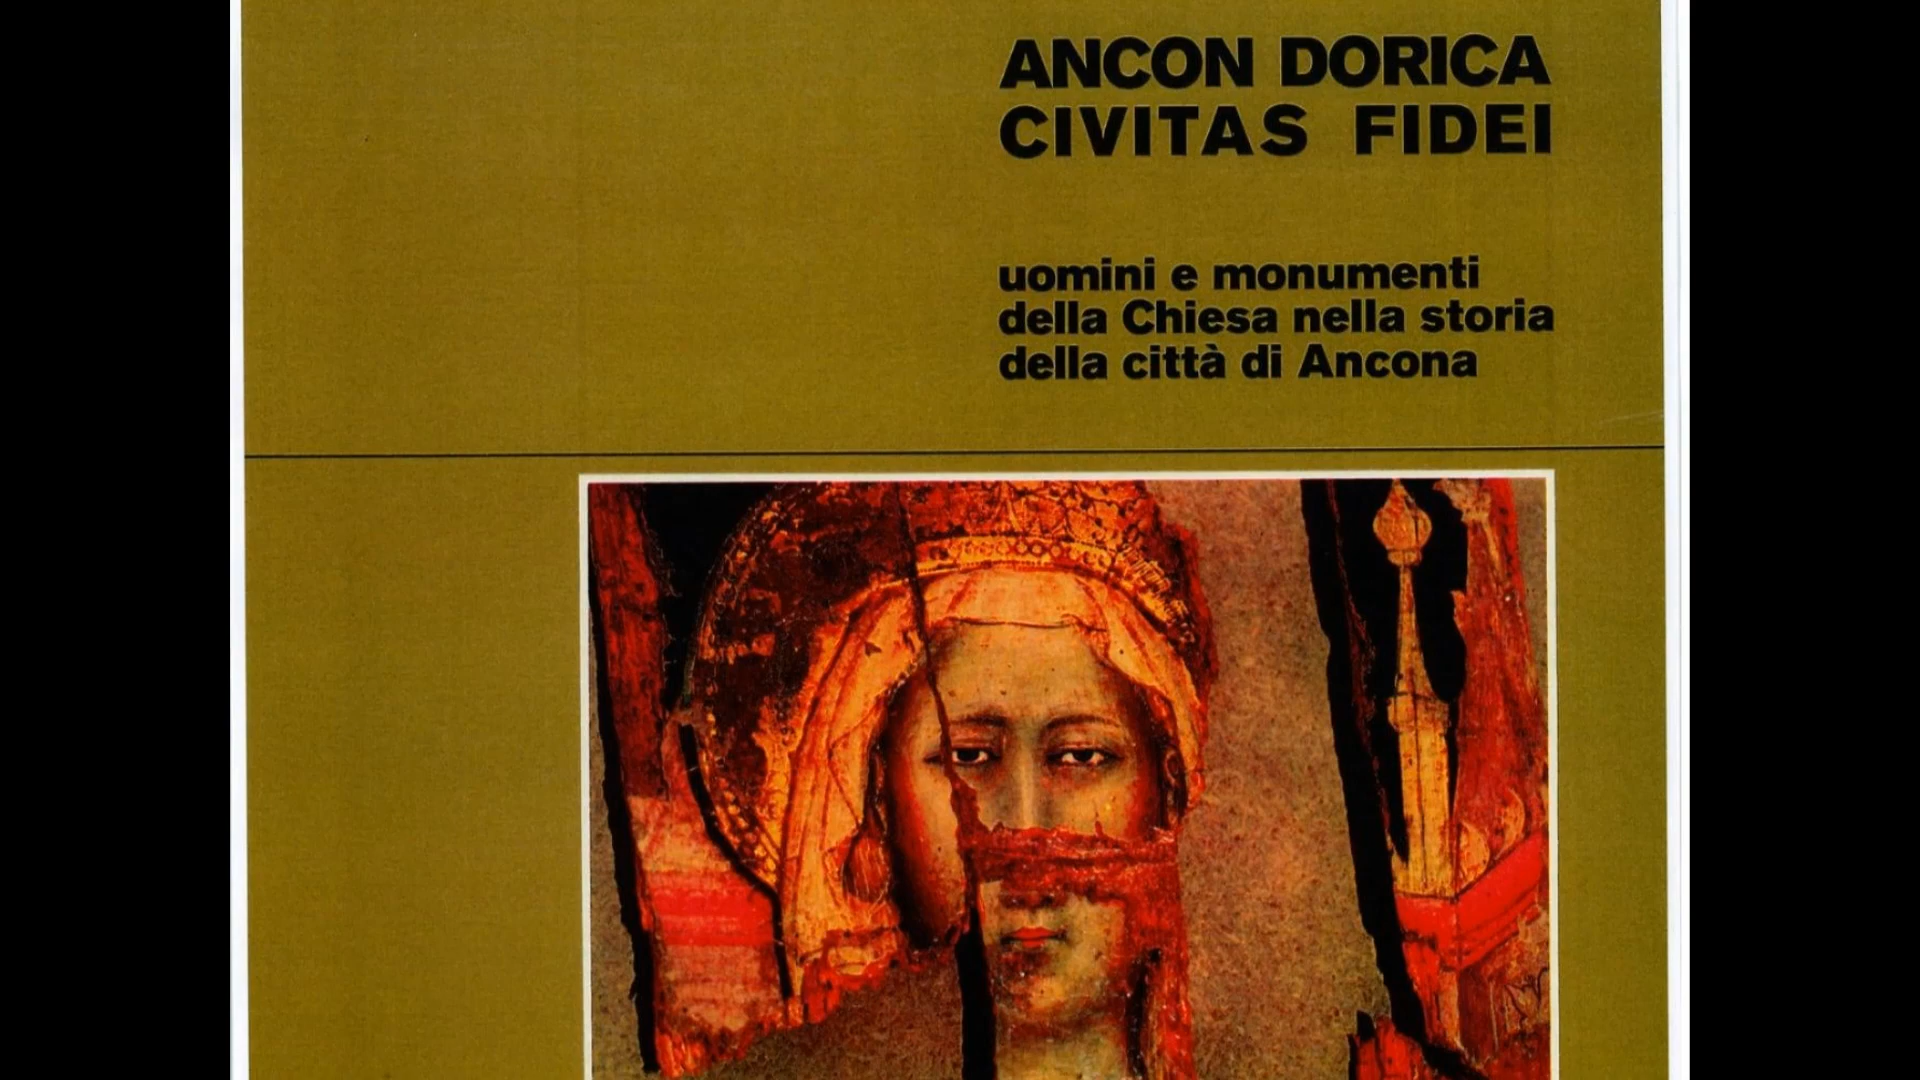 ANCON DORICA
CIVITAS FIDEI
uomini e monumenti
della Chiesa nella storia
della città di Ancona